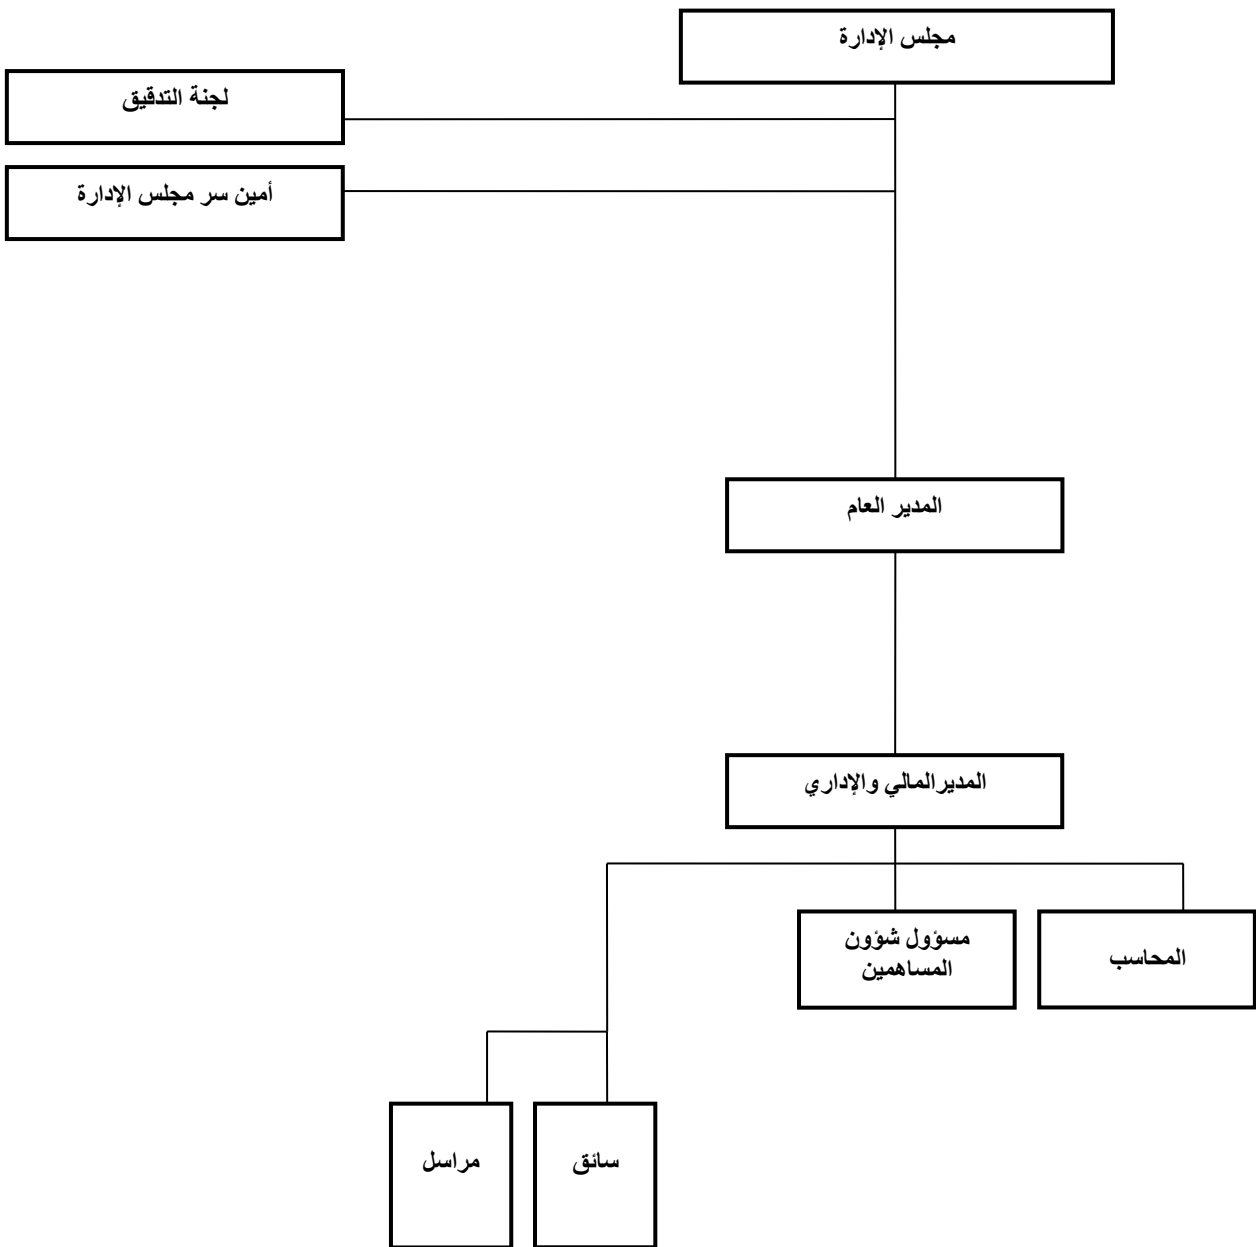 مجلس الإدارة
لجنة التدقيق
أمين سر مجلس الإدارة
المدير العام
المديرالمالي والإداري
المحاسب
مسؤول شؤون
المساهمين
سائق
مراسل